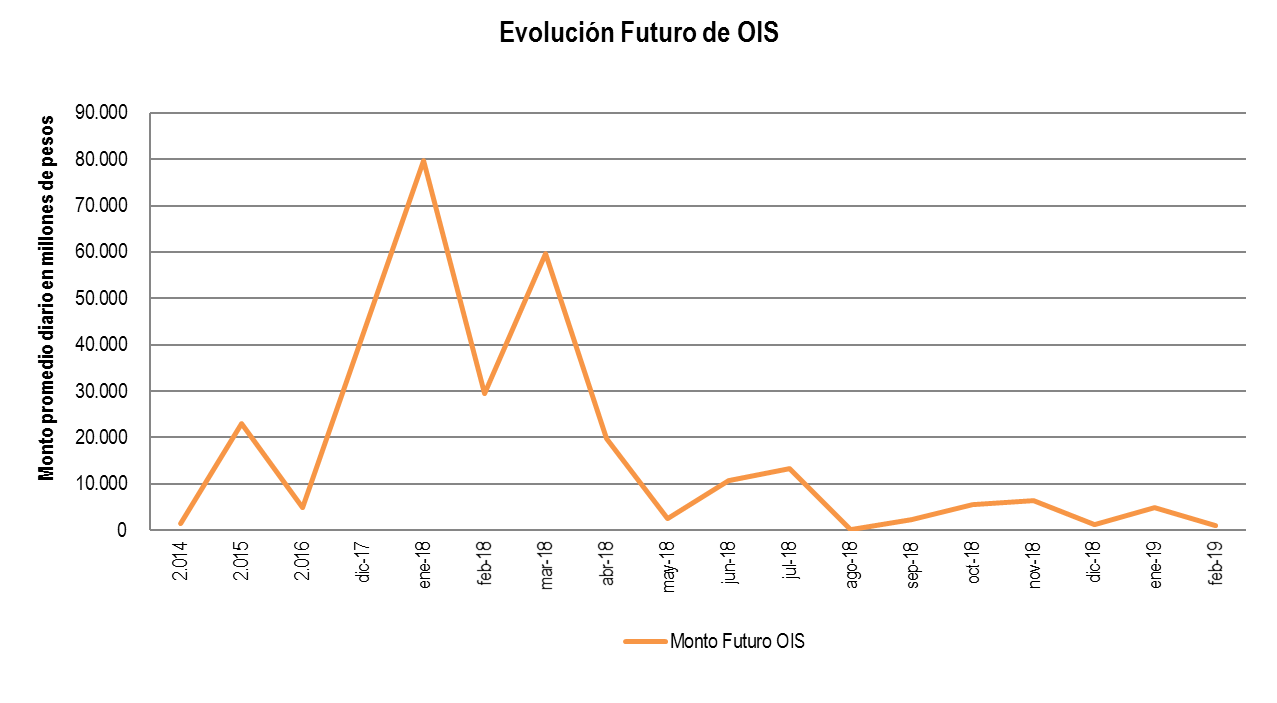 Evolución Futuro de OIS
Monto promedio diario en millones de pesos
90.000
80.000
70.000
60.000
50.000
40.000
30.000
20.000
10.000
0
2.014
2.015
2.016
dic-17
ene-18
feb-18
mar-18
abr-18
may-18
jun-18
jul-18
ago-18
sep-18
oct-18
nov-18
dic-18
ene-19
feb-19
Monto Futuro OIS